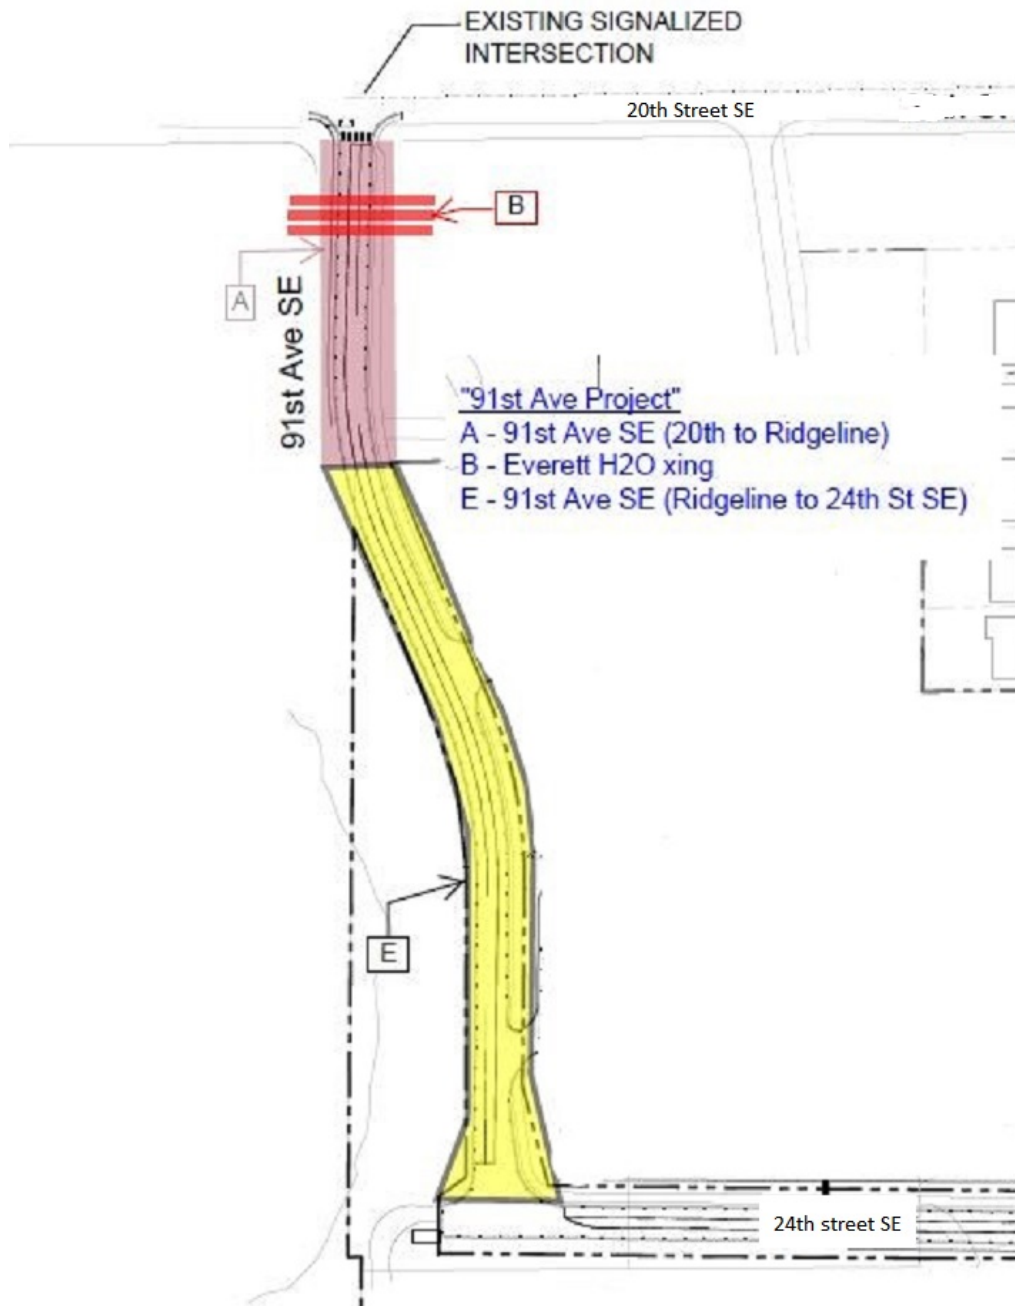 EXISTING SIGNALIZED
INTERSECTION
20th Street SE
B
A
91st Ave SE
"91st Ave Project"
A - 91st Ave SE (20th to Ridgeline)
B - Everett H2O xing
E - 91st Ave SE (Ridgeline to 24th St SE)
E
24th street SE